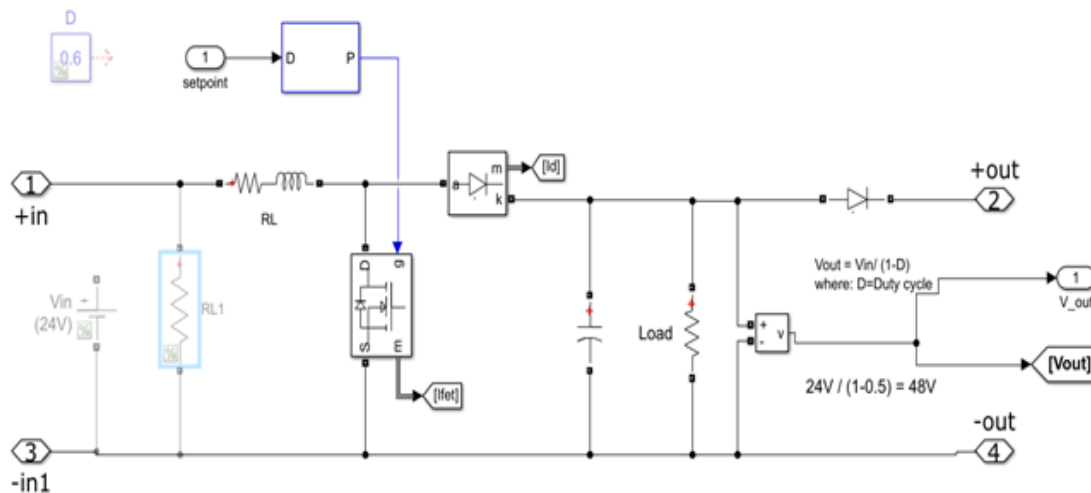 D
0.6
%
1
setpoint
D
P
1
+in
RL
a
m
k
[Id]
+out
2
Vin
(24V)
+
%
RL1
%
D
g
S
m
[Ifet]
Load
+
-
v
Vout = Vin/ (1-D)
where: D=Duty cycle
1
V_out
[Vout]
24V / (1-0.5) = 48V
3
-in1
-out
4